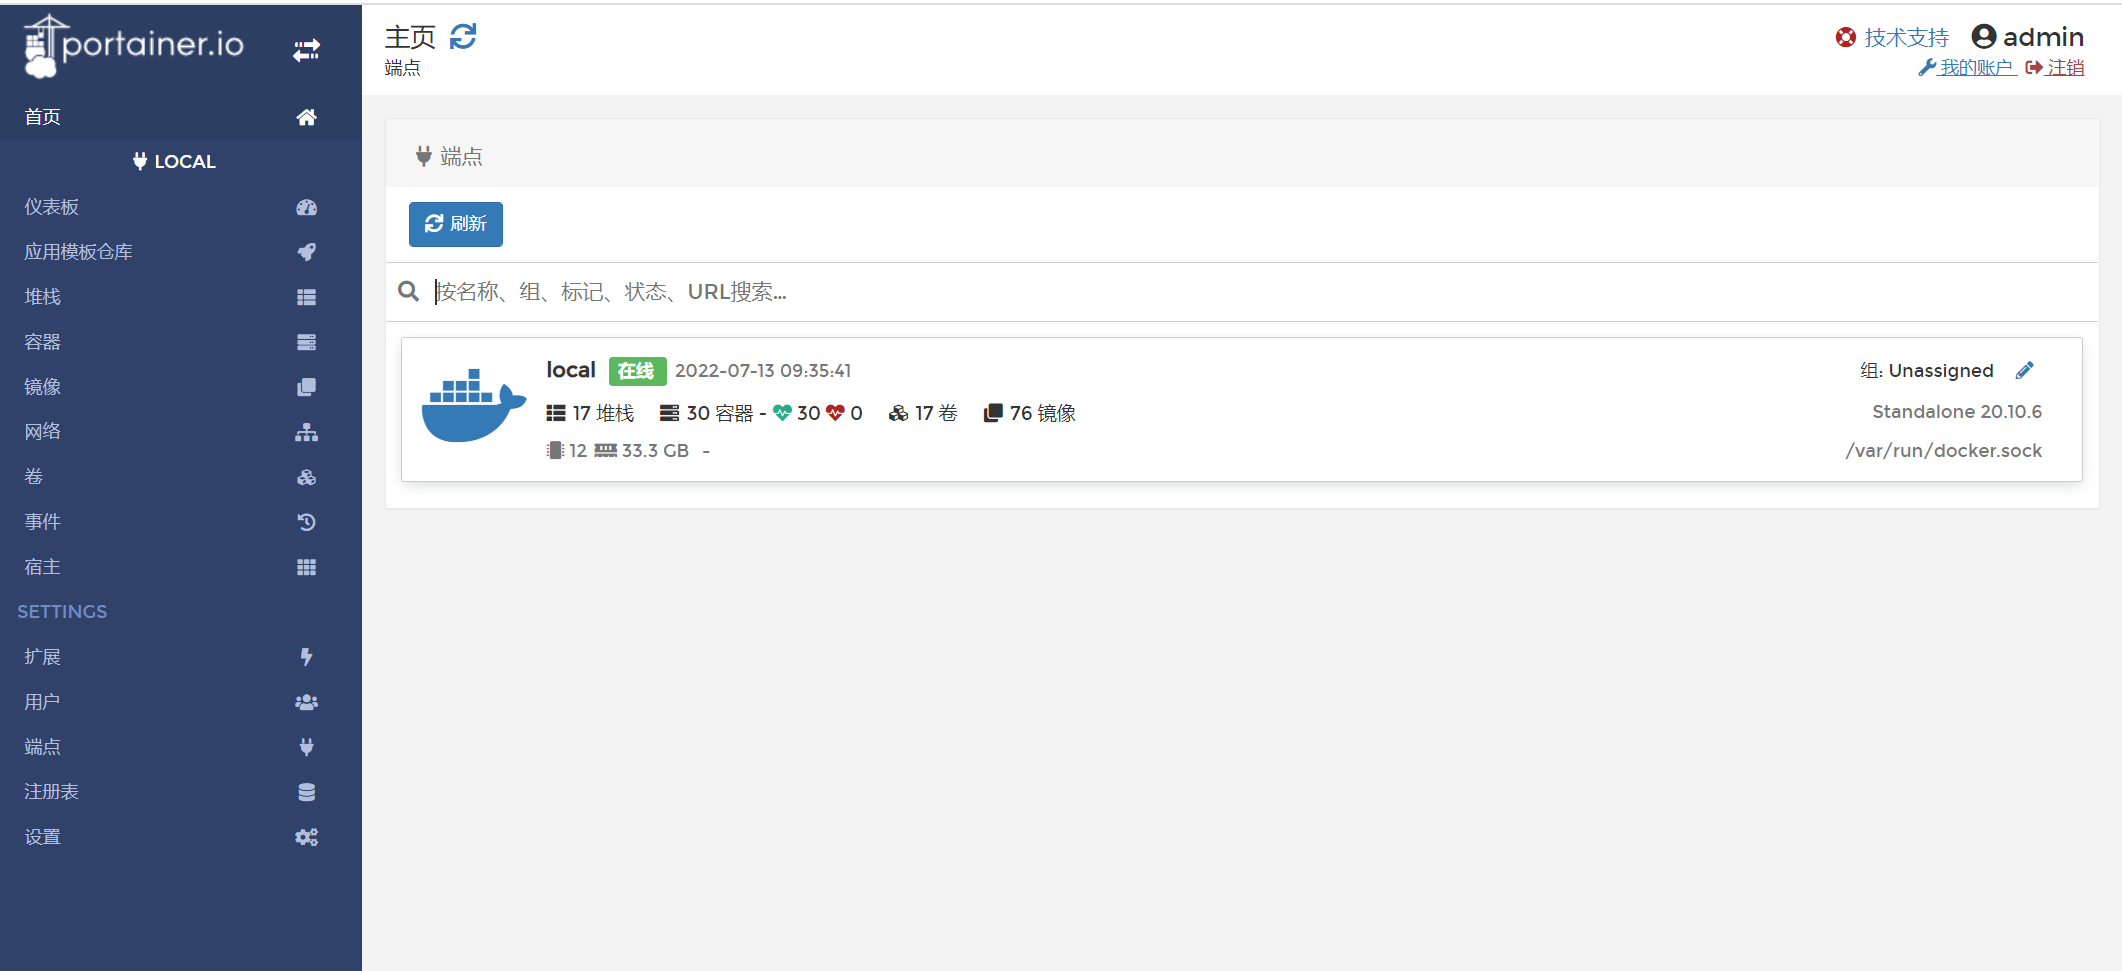 portainer.io
首页
LOCAL
仪表板
应用模板仓库
堆栈
容器
镜像
网络
卷
事件
宿主
SETTINGS
扩展
用户
端点
注册表
设置
主页
端点
技术支持 admin
我的账户 注销
端点
刷新
按名称、组、标记、状态、URL搜索...
local 在线 2022-07-13 09:35:41 组: Unassigned
17 堆栈 30 容器 - 30 0 17 卷 76 镜像 Standalone 20.10.6
12 33.3 GB - /var/run/docker.sock